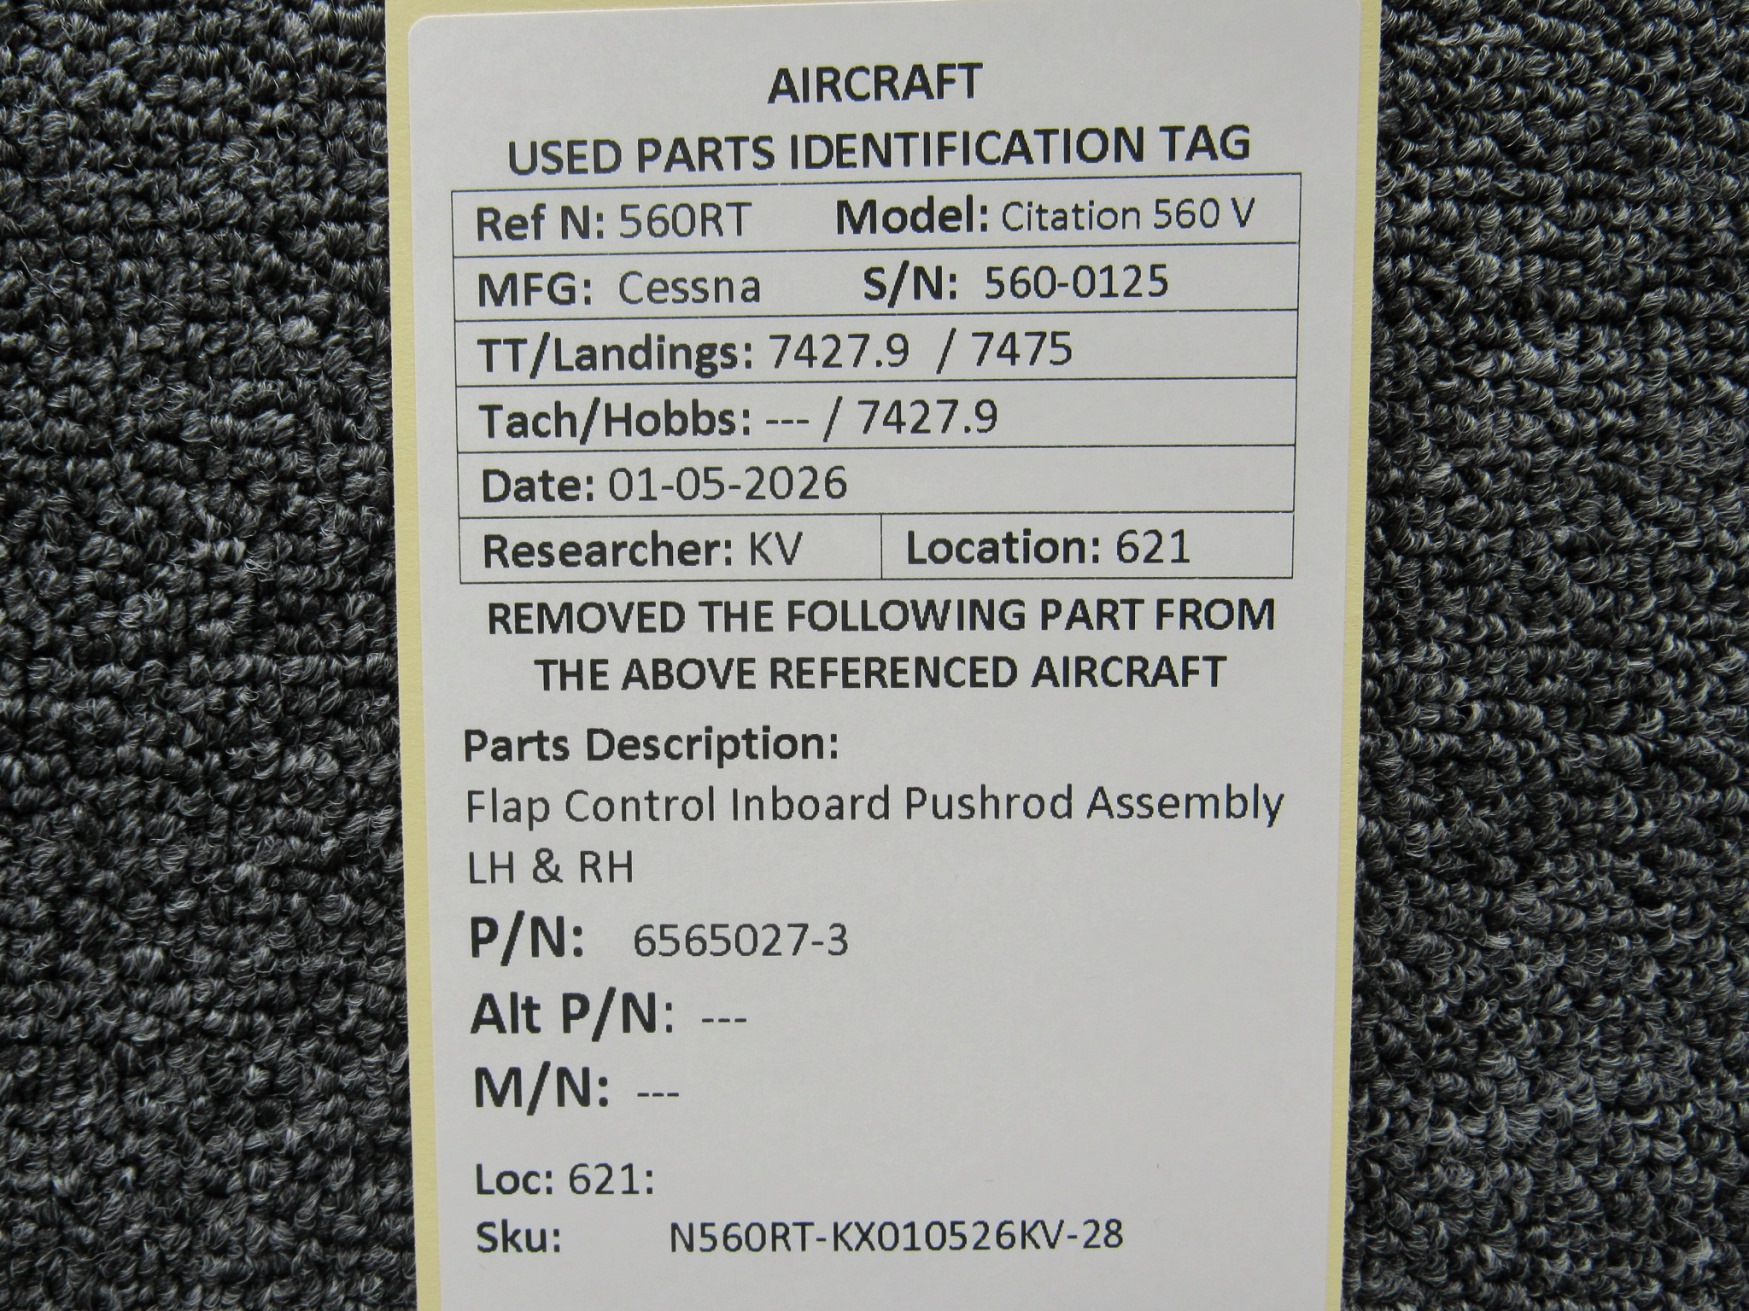 AIRCRAFT
USED PARTS IDENTIFICATION TAG
Ref N: 560RT Model: Citation 560 V
MFG: Cessna S/N: 560-0125
TT/Landings: 7427.9 / 7475
Tach/Hobbs: --- / 7427.9
Date: 01-05-2026
Researcher: KV Location: 621
REMOVED THE FOLLOWING PART FROM
THE ABOVE REFERENCED AIRCRAFT
Parts Description:
Flap Control Inboard Pushrod Assembly
LH & RH
P/N: 6565027-3
Alt P/N: ---
M/N: ---
Loc: 621:
Sku: N560RT-KX010526KV-28